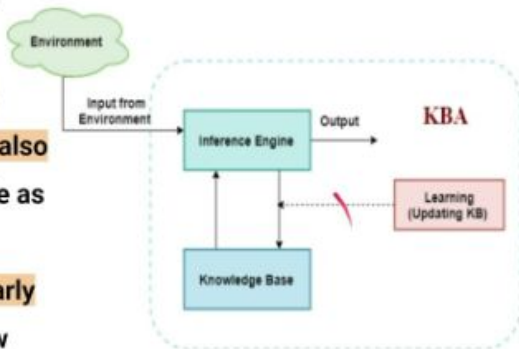 Environment
Input from
Environment
also
Inference Engine
Output
KBA
e as
Learning
(Updating KB)
Knowledge Base
arly